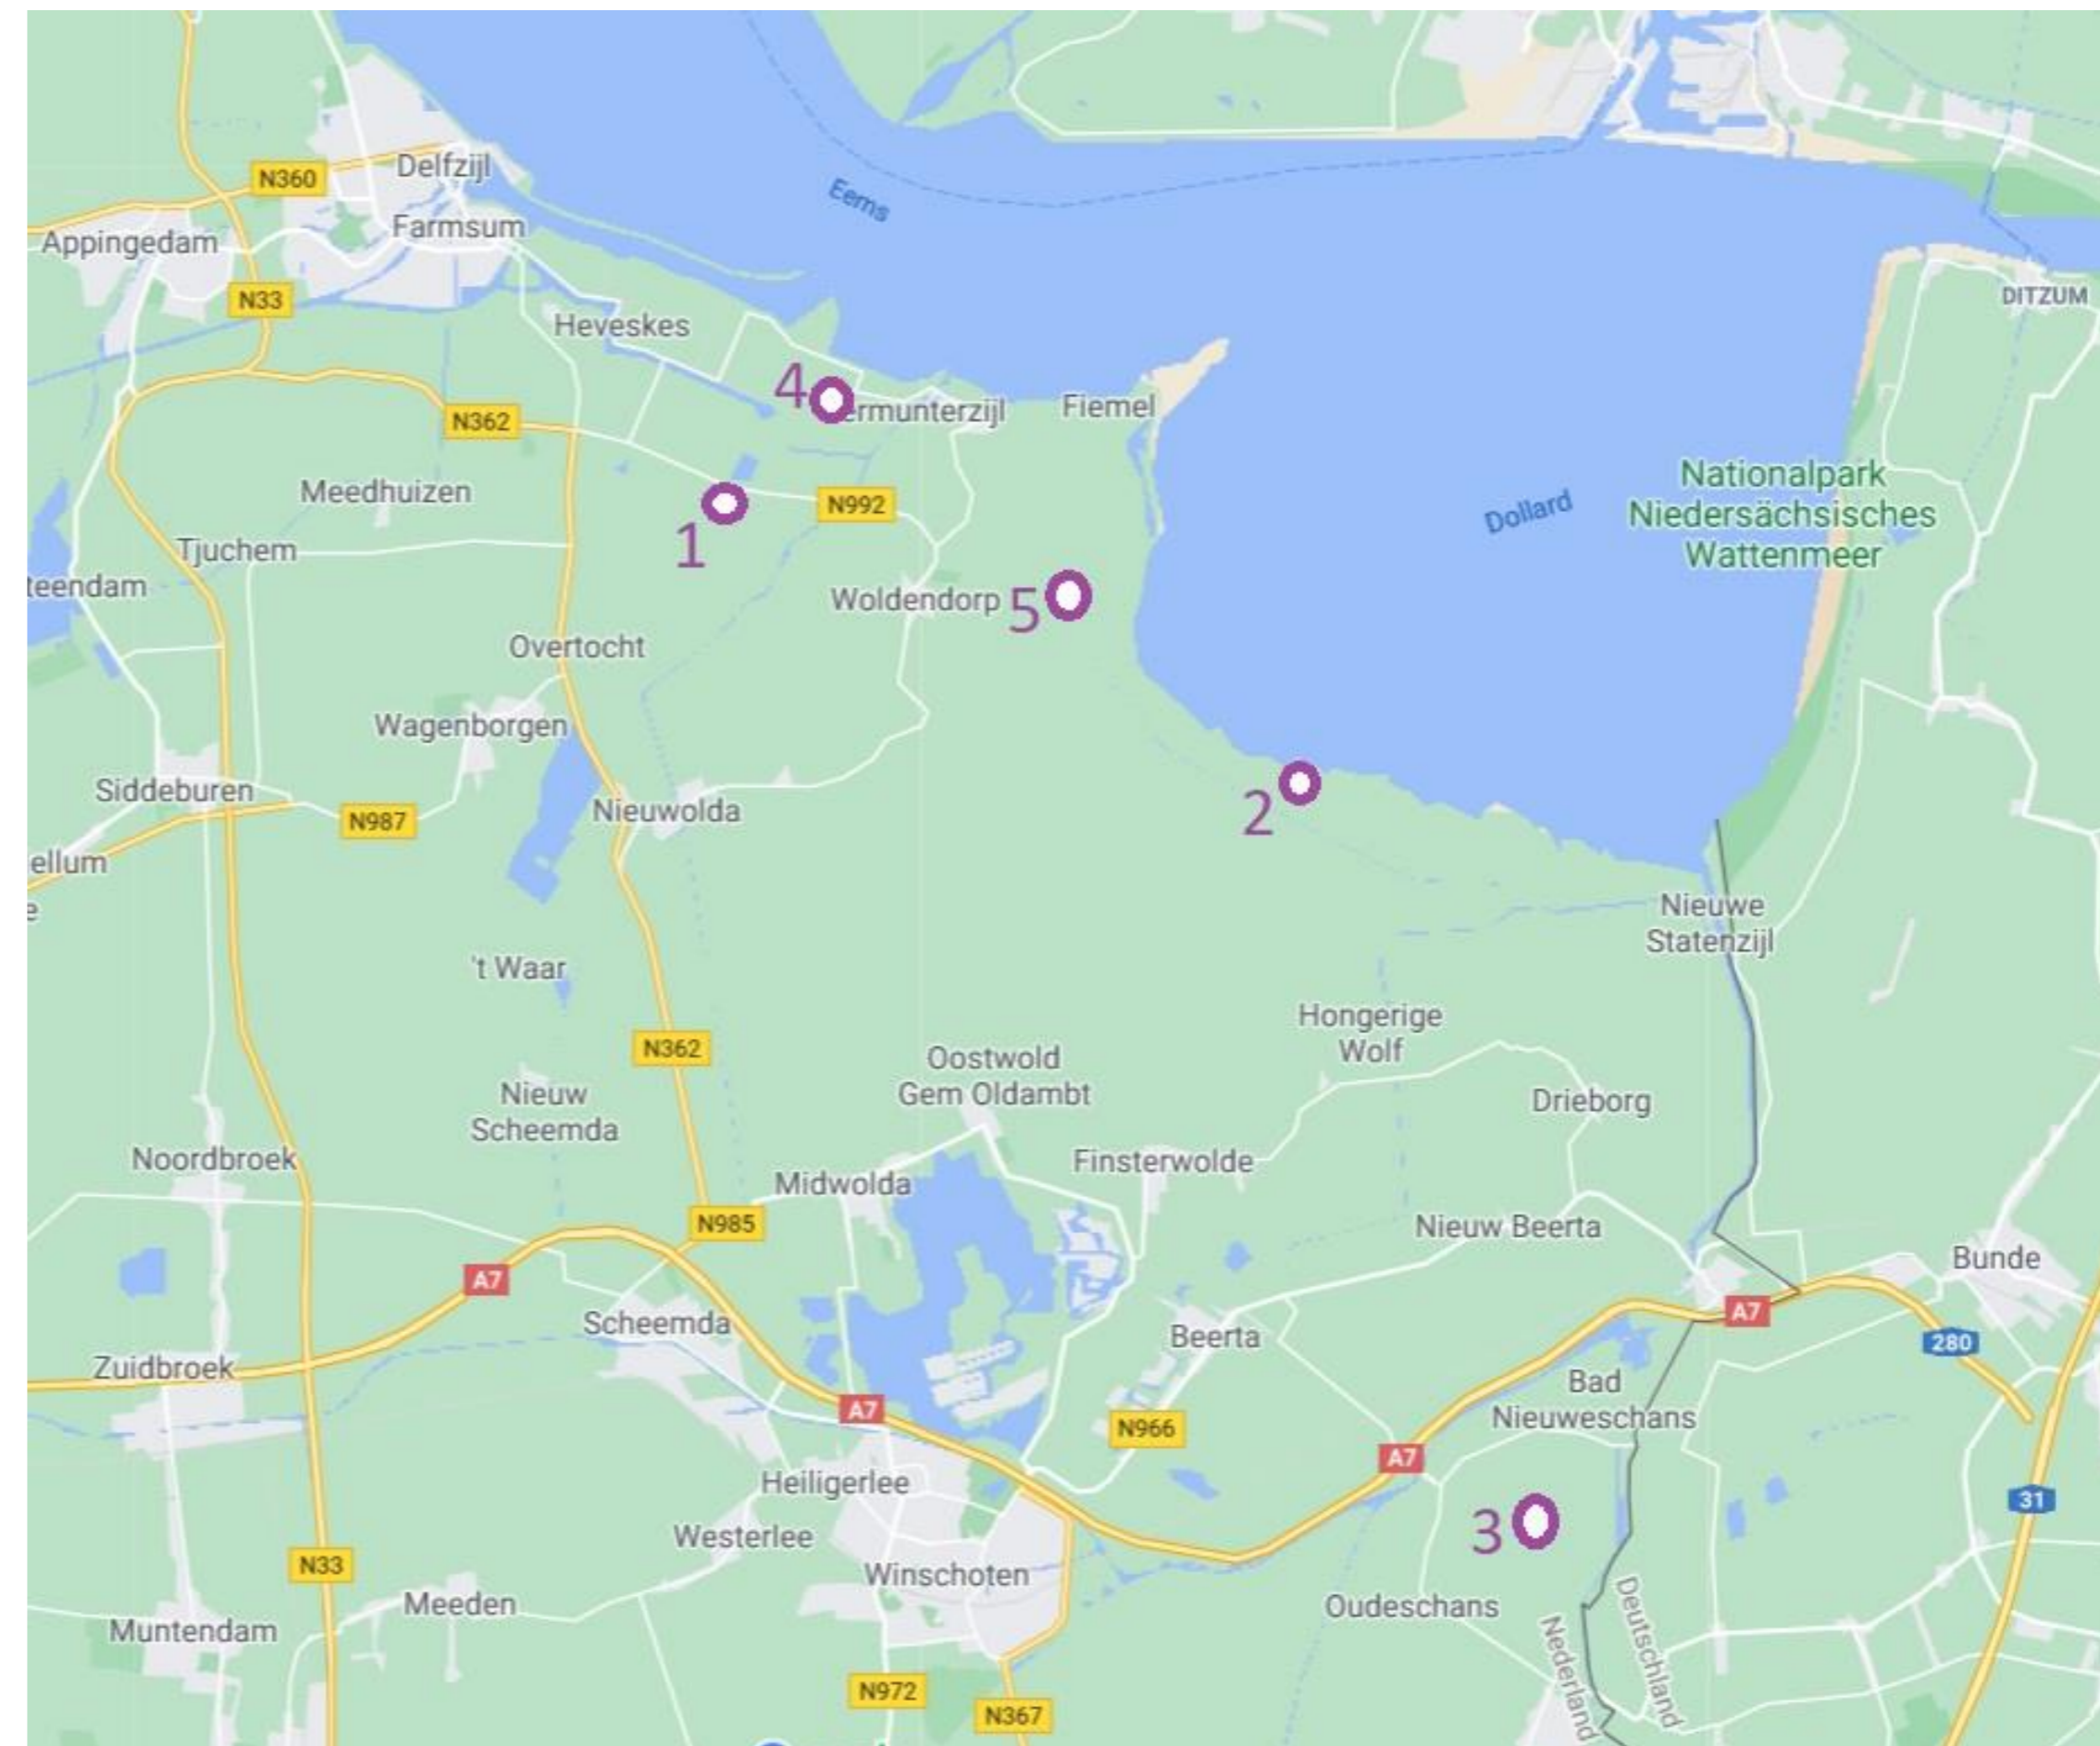 Delfzijl
N360
Eems
Farmsum
Appingedam
N33
DITZUM
Heveskes
4
ermunterzijl
Fiemel
N362
Nationalpark
Niedersächsisches
Wattenmeer
Meedhuizen
N992
Dollard
1
Tjuchem
teendam
Woldendorp
5
Overtocht
Wagenborgen
Siddeburen
N987
Nieuwolda
2
ellum
e
Nieuwe
Statenzijl
't Waar
Hongerige
Wolf
N362
Oostwold
Gem Oldambt
Nieuw
Scheemda
Drieborg
Noordbroek
Finsterwolde
Midwolda
N985
Nieuw Beerta
Bunde
A7
Scheemda
Beerta
A7
280
Zuidbroek
Bad
Nieuweschans
A7
N966
A7
Heiligerlee
31
3
Westerlee
N33
Winschoten
Meeden
Oudeschans
Muntendam
Nederland
Deutschland
N972
N367